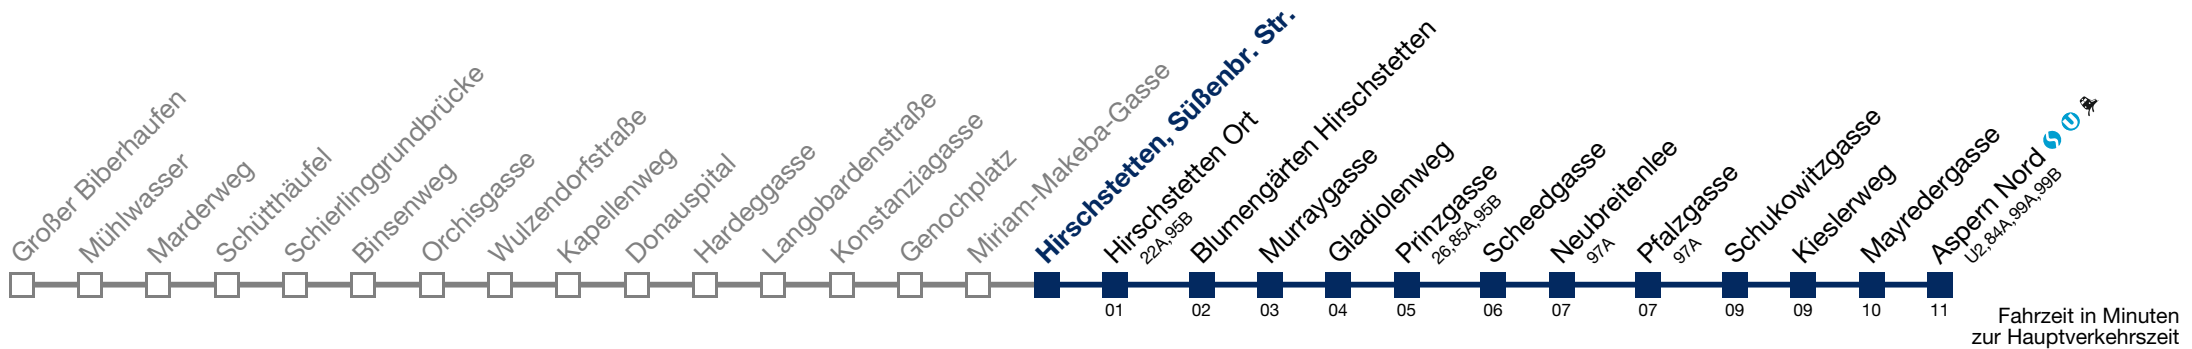 Großer Biberhaufen
Mühlwasser
Marderweg
Schütthäufel
Schierlinggrundbrücke
Binsenweg
Orchisgasse
Wulzendorfstraße
Kapellenweg
Donauspital
Hardeggasse
Langobardenstraße
Konstanziagasse
Genochplatz
Miriam-Makeba-Gasse
Hirschstetten, Süßenbr. Str.
Hirschstetten Ort
22A,95B
01
Blumengärten Hirschstetten
02
Murraygasse
03
Gladiolenweg
04
Prinzgasse
26,85A,95B
05
Scheedgasse
06
Neubreitenlee
97A
07
Pfalzgasse
97A
07
Schukowitzgasse
09
Kieslerweg
09
Mayredergasse
10
Aspern Nord
U2,84A,99A,99B
11
Fahrzeit in Minuten
zur Hauptverkehrszeit